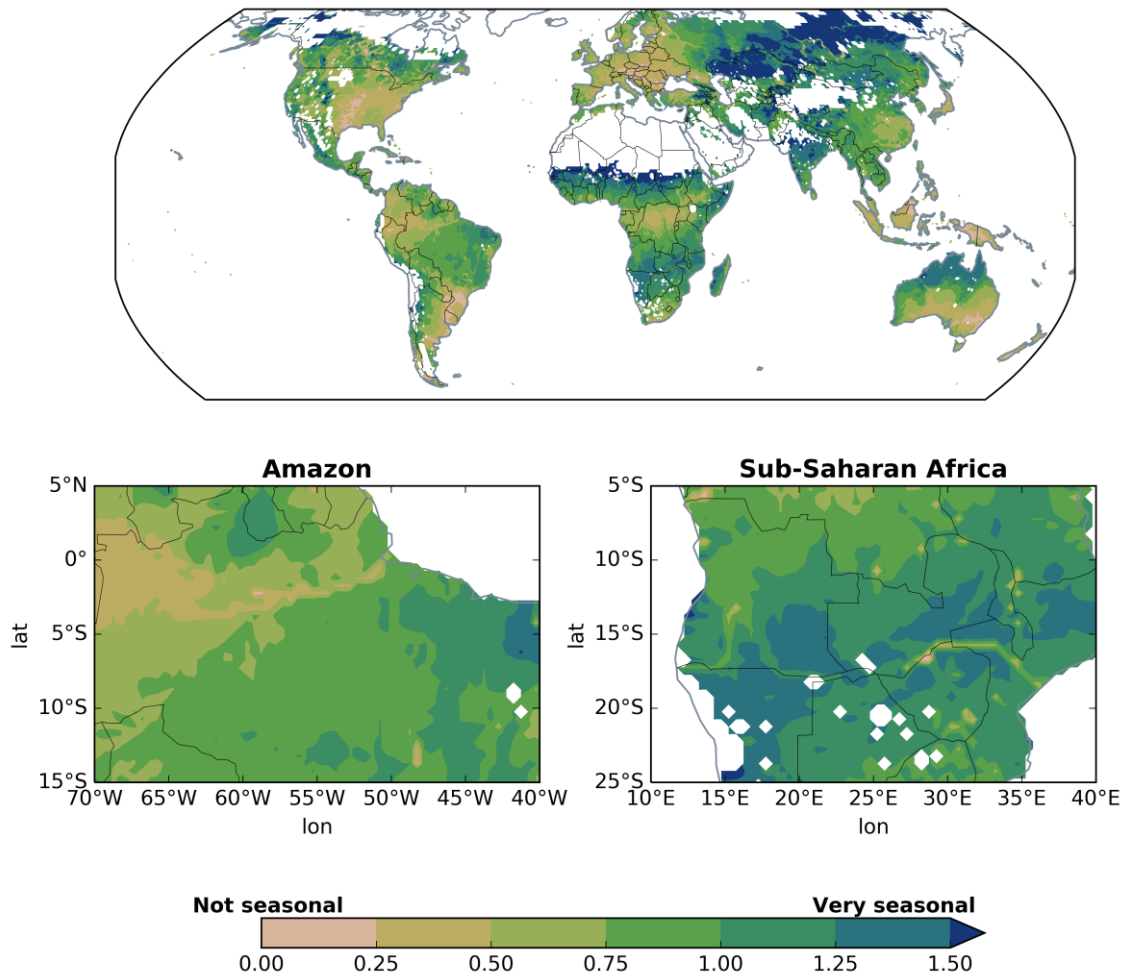 Amazon
Sub-Saharan Africa
5°N
0°
5°S
10°S
15°S
lat
70°W 65°W 60°W 55°W 50°W 45°W 40°W
lon
5°S
10°S
15°S
20°S
25°S
lat
10°E 15°E 20°E 25°E 30°E 35°E 40°E
lon
Not seasonal
Very seasonal
0.00 0.25 0.50 0.75 1.00 1.25 1.50